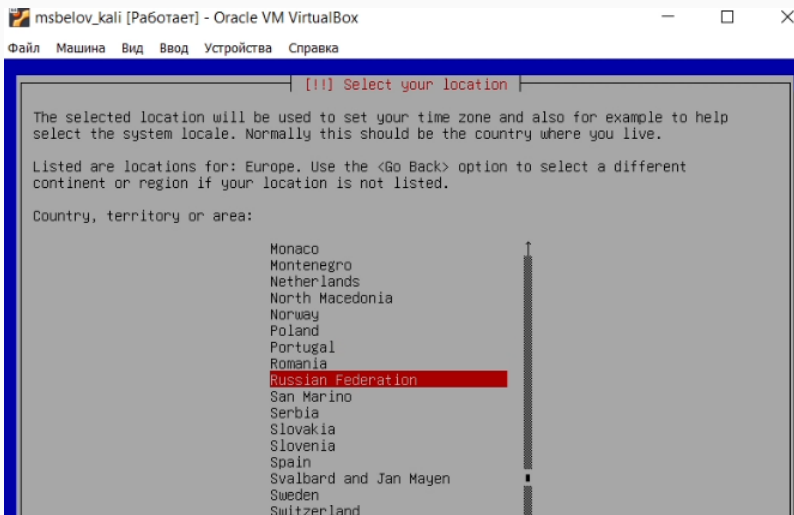 msbelov_kali [Работает] - Oracle VM VirtualBox
Файл Машина Вид Ввод Устройства Справка
[!!] Select your location
The selected location will be used to set your time zone and also for example to help
select the system locale. Normally this should be the country where you live.
Listed are locations for: Europe. Use the <Go Back> option to select a different
continent or region if your location is not listed.
Country, territory or area:
Monaco
Montenegro
Netherlands
North Macedonia
Norway
Poland
Portugal
Romania
Russian Federation
San Marino
Serbia
Slovakia
Slovenia
Spain
Svalbard and Jan Mayen
Sweden
Switzerland